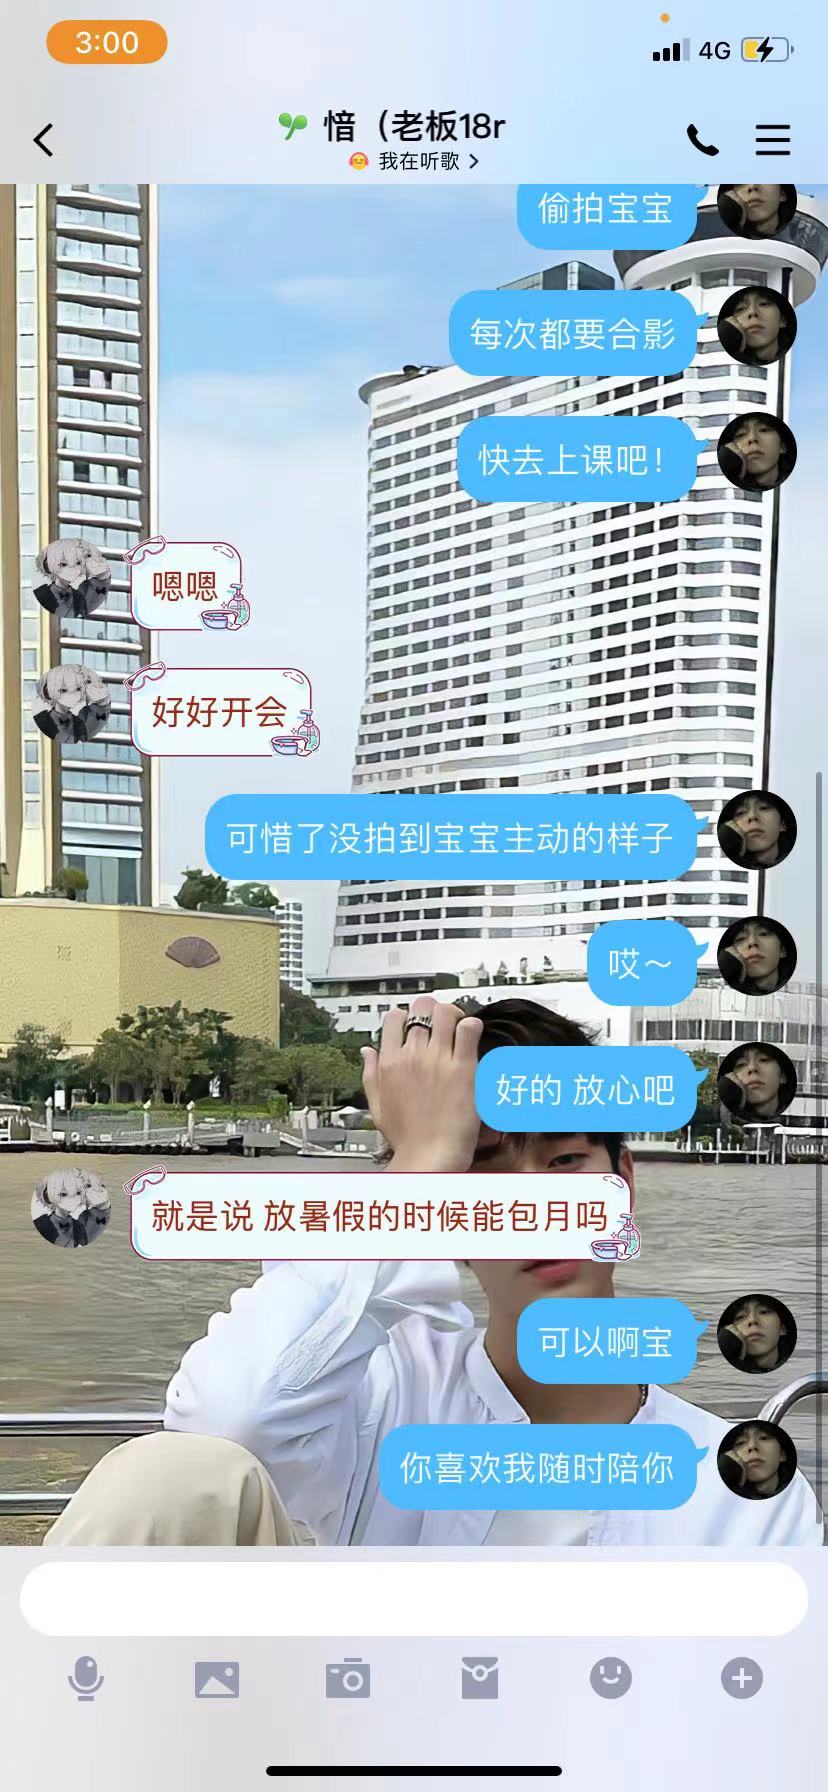 3:00
4G
愔（老板18r
我在听歌
偷拍宝宝
每次都要合影
快去上课吧！
嗯嗯
好好开会
可惜了没拍到宝宝主动的样子
哎～
好的 放心吧
就是说 放暑假的时候能包月吗
可以啊宝
你喜欢我随时陪你